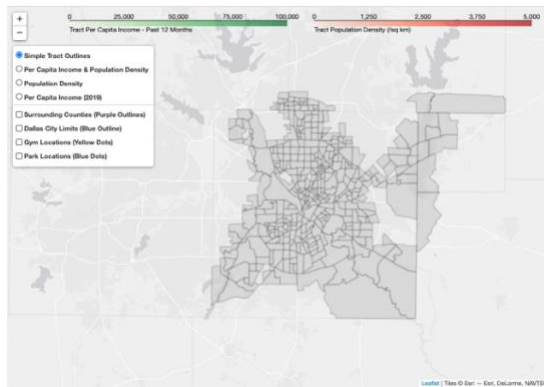 +
0 25,000 50,000 75,000 100,000
Tract Per Capita Income - Past 12 Months
0 1,250 2,500 3,750 5,000
Tract Population Density (/sq km)
−
Simple Tract Outlines
Per Capita Income & Population Density
Population Density
Per Capita Income (2019)
Surrounding Counties (Purple Outlines)
Dallas City Limits (Blue Outline)
Gym Locations (Yellow Dots)
Park Locations (Blue Dots)
Leaflet | Tiles © Esri — Esri, DeLorme, NAVTE